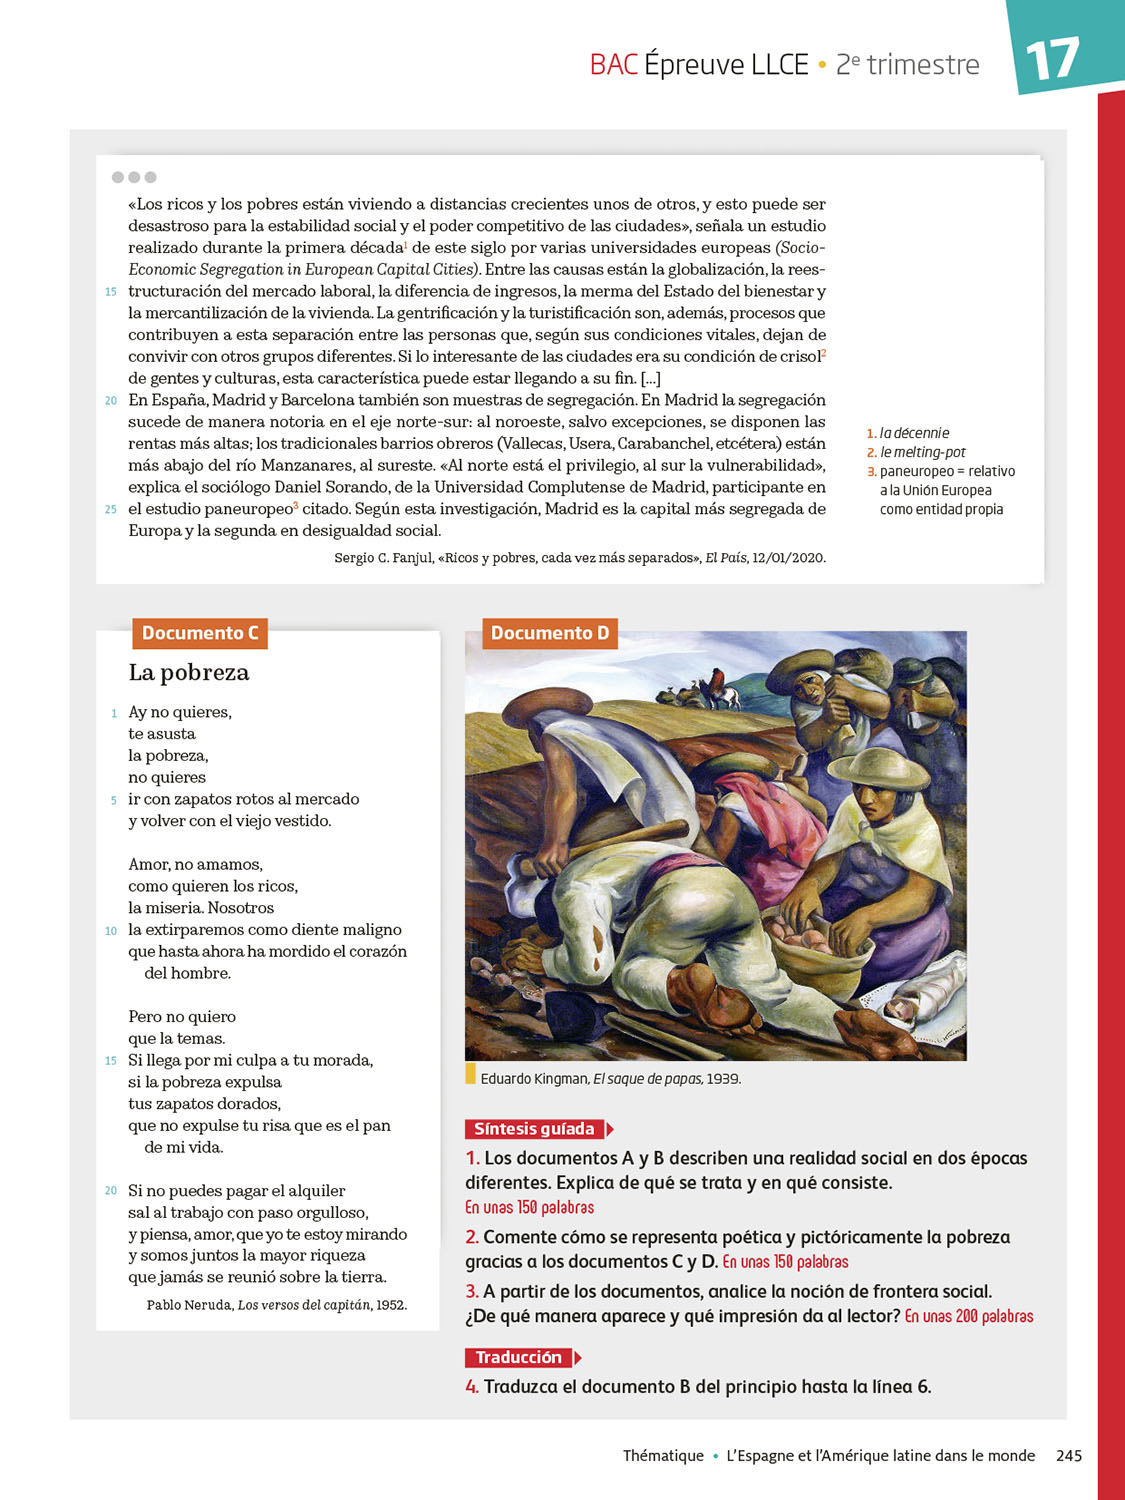 BAC Épreuve LLCE • 2e trimestre
17
«Los ricos y los pobres están viviendo a distancias crecientes unos de otros, y esto puede ser
desastroso para la estabilidad social y el poder competitivo de las ciudades», señala un estudio
realizado durante la primera década1 de este siglo por varias universidades europeas (Socio-
Economic Segregation in European Capital Cities). Entre las causas están la globalización, la rees-
15 tructuración del mercado laboral, la diferencia de ingresos, la merma del Estado del bienestar y
la mercantilización de la vivienda. La gentrificación y la turistificación son, además, procesos que
contribuyen a esta separación entre las personas que, según sus condiciones vitales, dejan de
convivir con otros grupos diferentes. Si lo interesante de las ciudades era su condición de crisol2
de gentes y culturas, esta característica puede estar llegando a su fin. [...]
20 En España, Madrid y Barcelona también son muestras de segregación. En Madrid la segregación
sucede de manera notoria en el eje norte-sur: al noroeste, salvo excepciones, se disponen las
rentas más altas; los tradicionales barrios obreros (Vallecas, Usera, Carabanchel, etcétera) están
más abajo del río Manzanares, al sureste. «Al norte está el privilegio, al sur la vulnerabilidad»,
explica el sociólogo Daniel Sorando, de la Universidad Complutense de Madrid, participante en
25 el estudio paneuropeo3 citado. Según esta investigación, Madrid es la capital más segregada de
Europa y la segunda en desigualdad social.
Sergio C. Fanjul, «Ricos y pobres, cada vez más separados», El País, 12/01/2020.
1. la décennie
2. le melting-pot
3. paneuropeo = relativo
a la Unión Europea
como entidad propia
Documento C
La pobreza
1 Ay no quieres,
te asusta
la pobreza,
no quieres
5 ir con zapatos rotos al mercado
y volver con el viejo vestido.
Amor, no amamos,
como quieren los ricos,
la miseria. Nosotros
10 la extirparemos como diente maligno
que hasta ahora ha mordido el corazón
del hombre.
Pero no quiero
que la temas.
15 Si llega por mi culpa a tu morada,
si la pobreza expulsa
tus zapatos dorados,
que no expulse tu risa que es el pan
de mi vida.
20 Si no puedes pagar el alquiler
sal al trabajo con paso orgulloso,
y piensa, amor, que yo te estoy mirando
y somos juntos la mayor riqueza
que jamás se reunió sobre la tierra.
Pablo Neruda, Los versos del capitán, 1952.
Documento D
Eduardo Kingman, El saque de papas, 1939.
Síntesis guíada
1. Los documentos A y B describen una realidad social en dos épocas
diferentes. Explica de qué se trata y en qué consiste.
En unas 150 palabras
2. Comente cómo se representa poética y pictóricamente la pobreza
gracias a los documentos C y D. En unas 150 palabras
3. A partir de los documentos, analice la noción de frontera social.
¿De qué manera aparece y qué impresión da al lector? En unas 200 palabras
Traducción
4. Traduzca el documento B del principio hasta la línea 6.
Thématique • L'Espagne et l'Amérique latine dans le monde 245